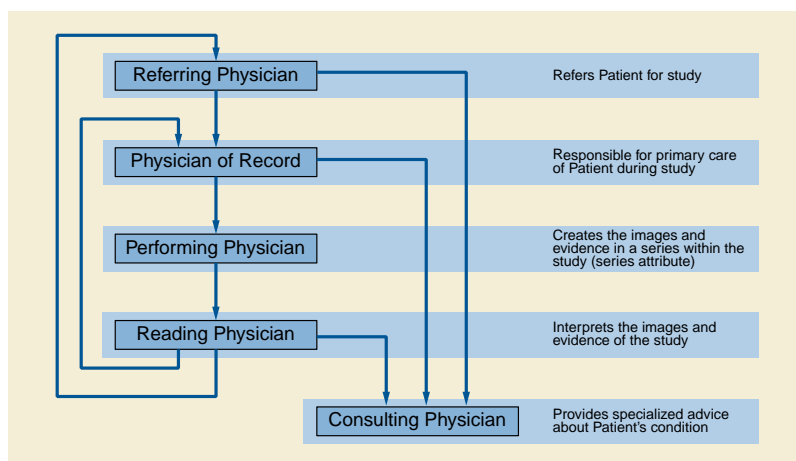 Referring Physician
Refers Patient for study
Physician of Record
Responsible for primary care
of Patient during study
Performing Physician
Creates the images and
evidence in a series within the
study (series attribute)
Reading Physician
Interprets the images and
evidence of the study
Consulting Physician
Provides specialized advice
about Patient's condition